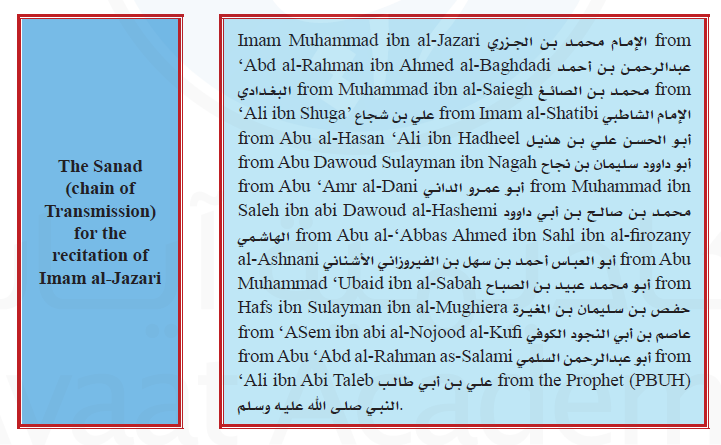 The Sanad
(chain of
Transmission)
for the
recitation of
Imam al-Jazari
Imam Muhammad ibn al-Jazari الإمام محمد بن الجزري from
‘Abd al-Rahman ibn Ahmed al-Baghdadi عبدالرحمن بن أحمد
البغدادي from Muhammad ibn al-Saiegh محمد بن الصائغ from
‘Ali ibn Shuga’ علي بن شجاع from Imam al-Shatibi الإمام الشاطبي
from Abu al-Hasan ‘Ali ibn Hadheel أبو الحسن علي بن هذيل
from Abu Dawoud Sulayman ibn Nagah أبو داوود سليمان بن نجاح
from Abu ‘Amr al-Dani أبو عمرو الداني from Muhammad ibn
Saleh ibn abi Dawoud al-Hashemi محمد بن صالح بن أبي داوود
الهاشمي from Abu al-‘Abbas Ahmed ibn Sahl ibn al-firozany
al-Ashnani أبو العباس أحمد بن سهل بن الفيروزاني الأشناني from Abu
Muhammad ‘Ubaid ibn al-Sabah أبو محمد عبيد بن الصباح from
Hafs ibn Sulayman ibn al-Mughiera حفص بن سليمان بن المغيرة
from ‘ASem ibn abi al-Nojood al-Kufi عاصم بن أبي النجود الكوفي
from Abu ‘Abd al-Rahman as-Salami أبو عبدالرحمن السلمي from
‘Ali ibn Abi Taleb علي بن أبي طالب from the Prophet (PBUH)
النبي صلى الله عليه وسلم.